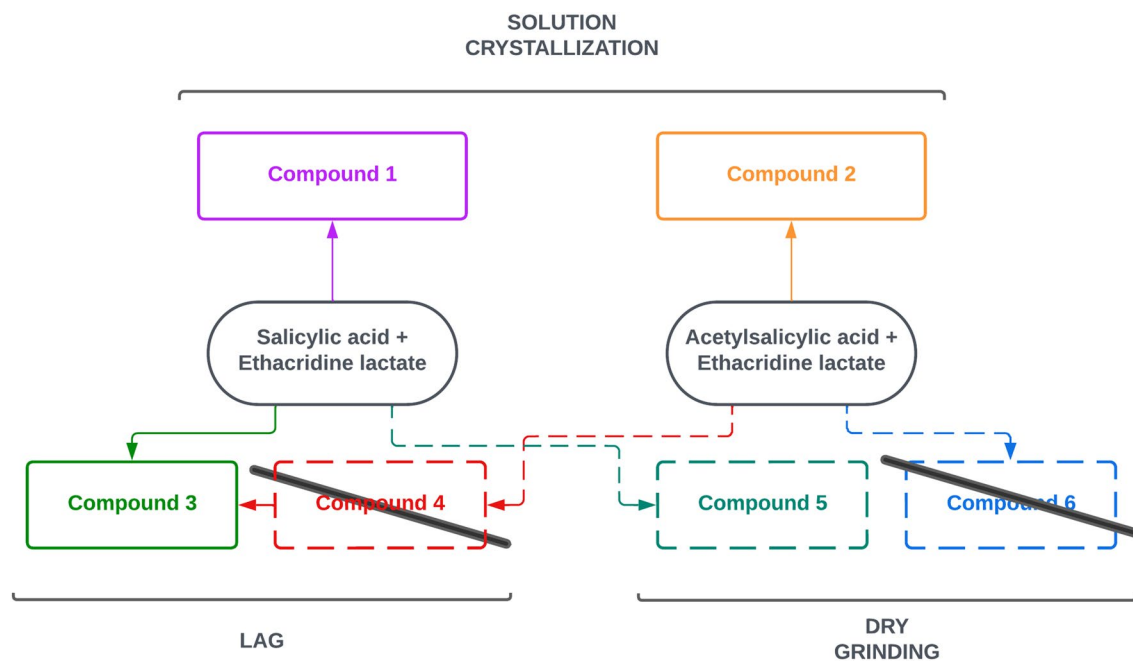 SOLUTION
CRYSTALLIZATION
Compound 1
Compound 2
Salicylic acid +
Ethacridine lactate
Acetylsalicylic acid +
Ethacridine lactate
Compound 3
Compound 4
Compound 5
Compound 6
LAG
DRY
GRINDING